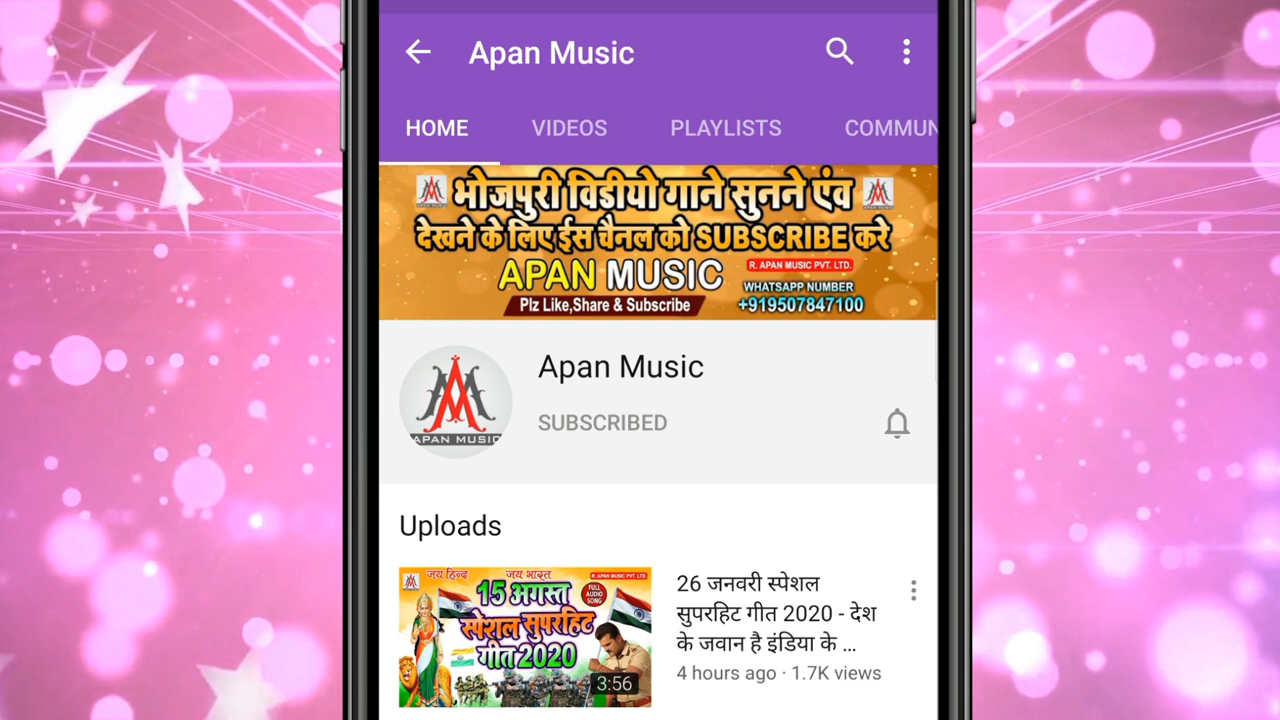 Apan Music
HOME VIDEOS PLAYLISTS COMMUN
भोजपुरी विडीयो गाने सुनने एंव
देखने के लिए ईस चैनल को SUBSCRIBE करे
APAN MUSIC
R. APAN MUSIC PVT. LTD.
WHATSAPP NUMBER
Plz Like,Share & Subscribe
+919507847100
Apan Music
APAN MUSIC
SUBSCRIBED
Uploads
जय हिन्द जय भारत
R. APAN MUSIC PVT. LTD
15 अगस्त
FULL
AUDIO
SONG
स्पेशल सुपरहिट
गीत 2020
3:56
26 जनवरी स्पेशल
सुपरहिट गीत 2020 - देश
के जवान है इंडिया के ...
4 hours ago · 1.7K views